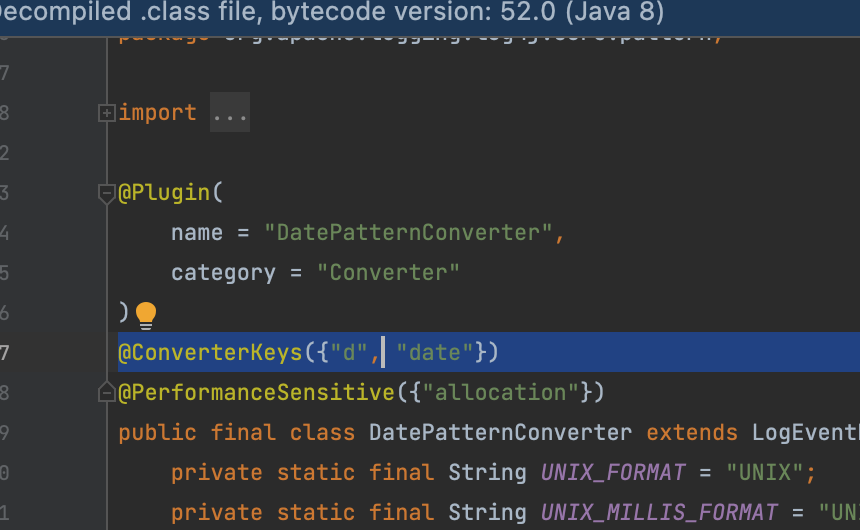 Decompiled .class file, bytecode version: 52.0 (Java 8)
package org.apache.logging.log4j.core.pattern;
7
8 import ...
2
3 @Plugin(
4 name = "DatePatternConverter",
5 category = "Converter"
6 )
7 @ConverterKeys({"d", "date"})
8 @PerformanceSensitive({"allocation"})
9 public final class DatePatternConverter extends LogEvent
0 private static final String UNIX_FORMAT = "UNIX";
1 private static final String UNIX_MILLIS_FORMAT = "UN